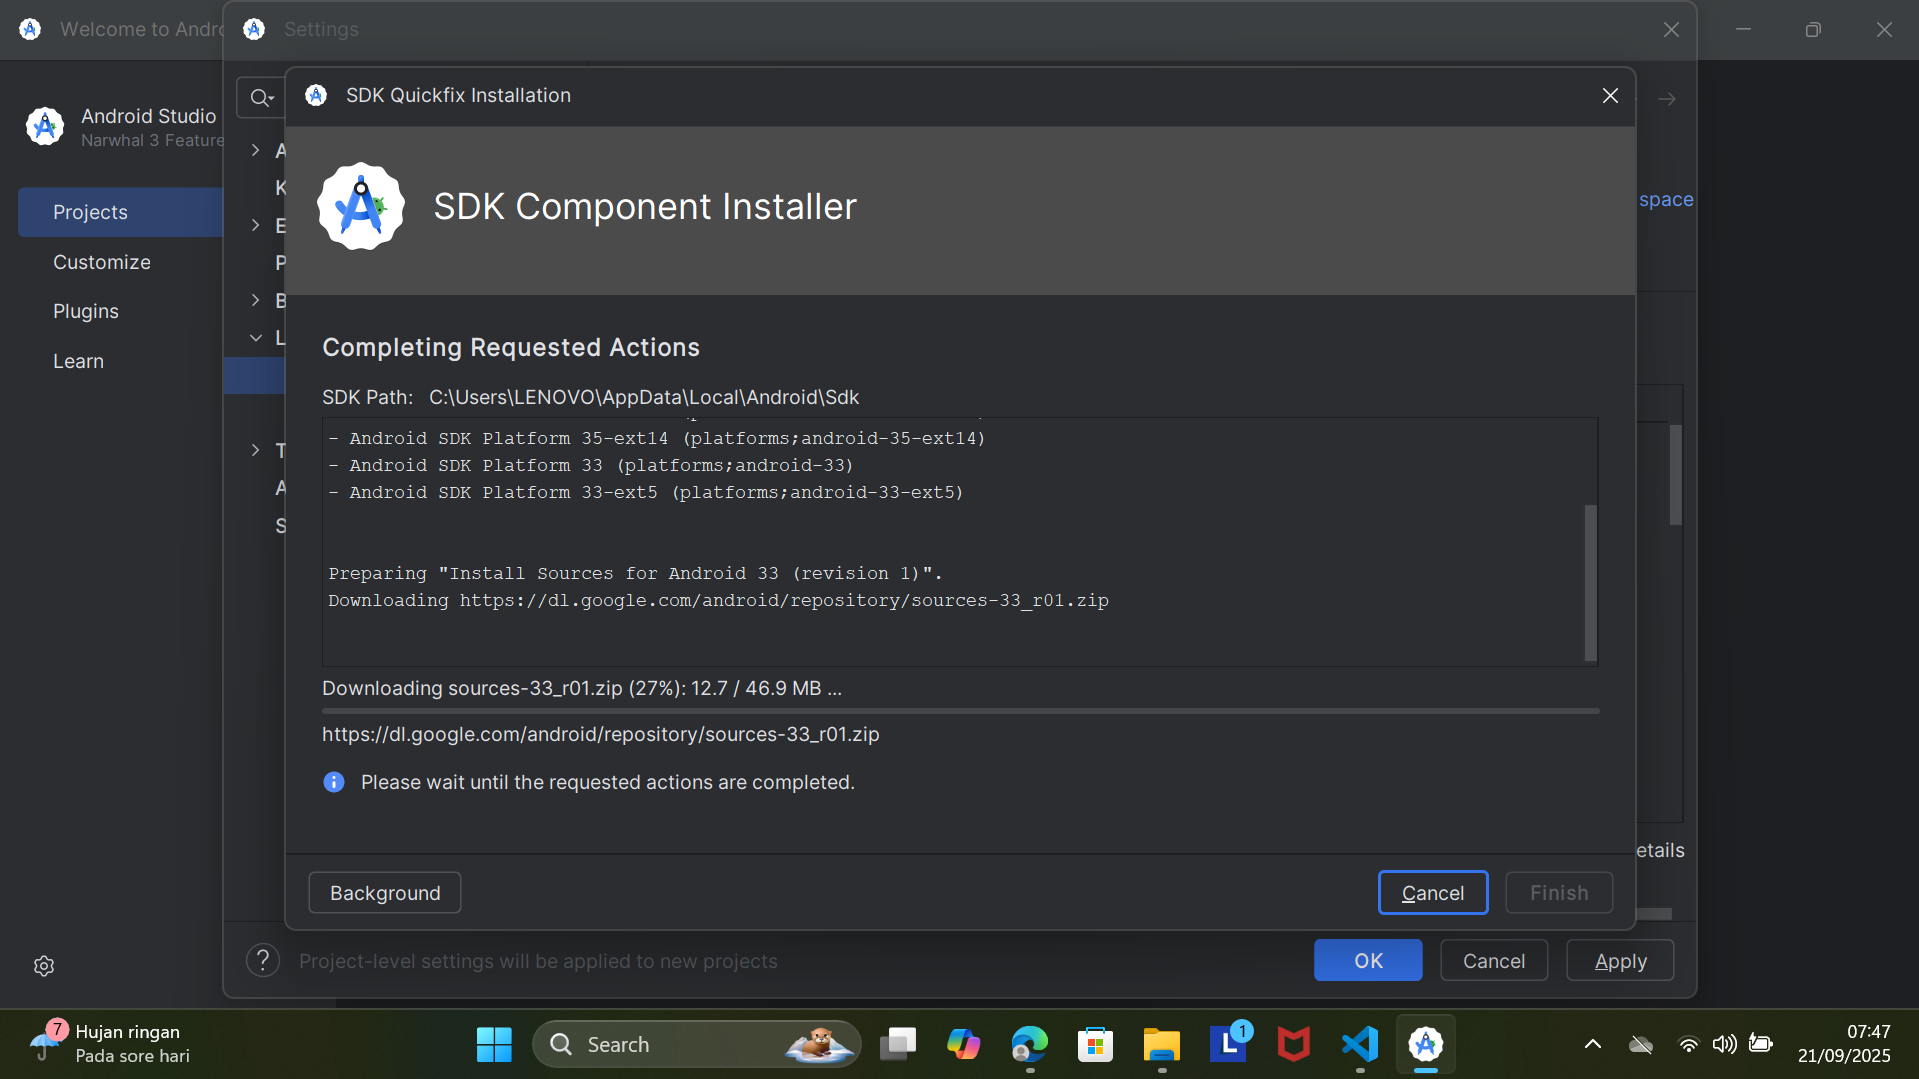 Welcome to Andro
Settings
SDK Quickfix Installation
Android Studio
Narwhal 3 Feature
Projects
Customize
Plugins
Learn
A
K
E
P
B
L
T
A
S
space
SDK Component Installer
Completing Requested Actions
SDK Path: C:\Users\LENOVO\AppData\Local\Android\Sdk
- Android SDK Platform 35-ext14 (platforms;android-35-ext14)
- Android SDK Platform 33 (platforms;android-33)
- Android SDK Platform 33-ext5 (platforms;android-33-ext5)
Preparing "Install Sources for Android 33 (revision 1)".
Downloading https://dl.google.com/android/repository/sources-33_r01.zip
Downloading sources-33_r01.zip (27%): 12.7 / 46.9 MB ...
https://dl.google.com/android/repository/sources-33_r01.zip
Please wait until the requested actions are completed.
etails
Background
Cancel
Finish
? Project-level settings will be applied to new projects
OK
Cancel
Apply
7
Hujan ringan
Pada sore hari
Search
L
1
07:47
21/09/2025